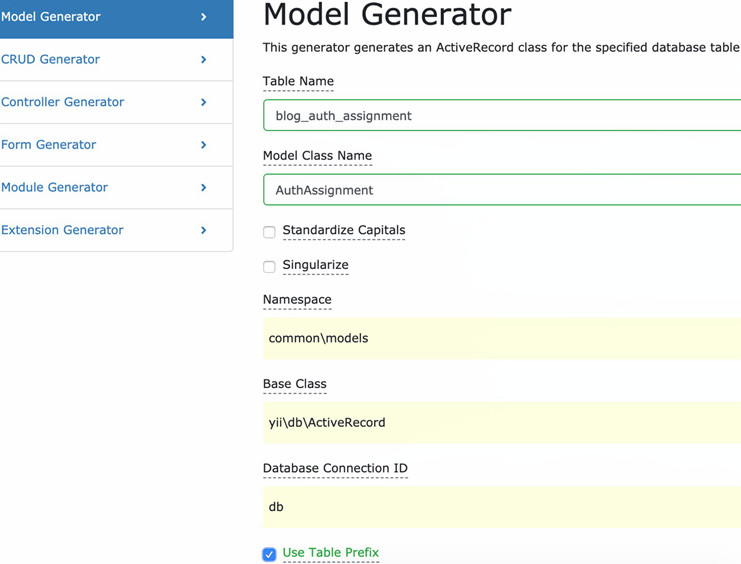 Model Generator
CRUD Generator
Controller Generator
Form Generator
Module Generator
Extension Generator
Model Generator
This generator generates an ActiveRecord class for the specified database table
Table Name
blog_auth_assignment
Model Class Name
AuthAssignment
Standardize Capitals
Singularize
Namespace
common\models
Base Class
yii\db\ActiveRecord
Database Connection ID
db
Use Table Prefix